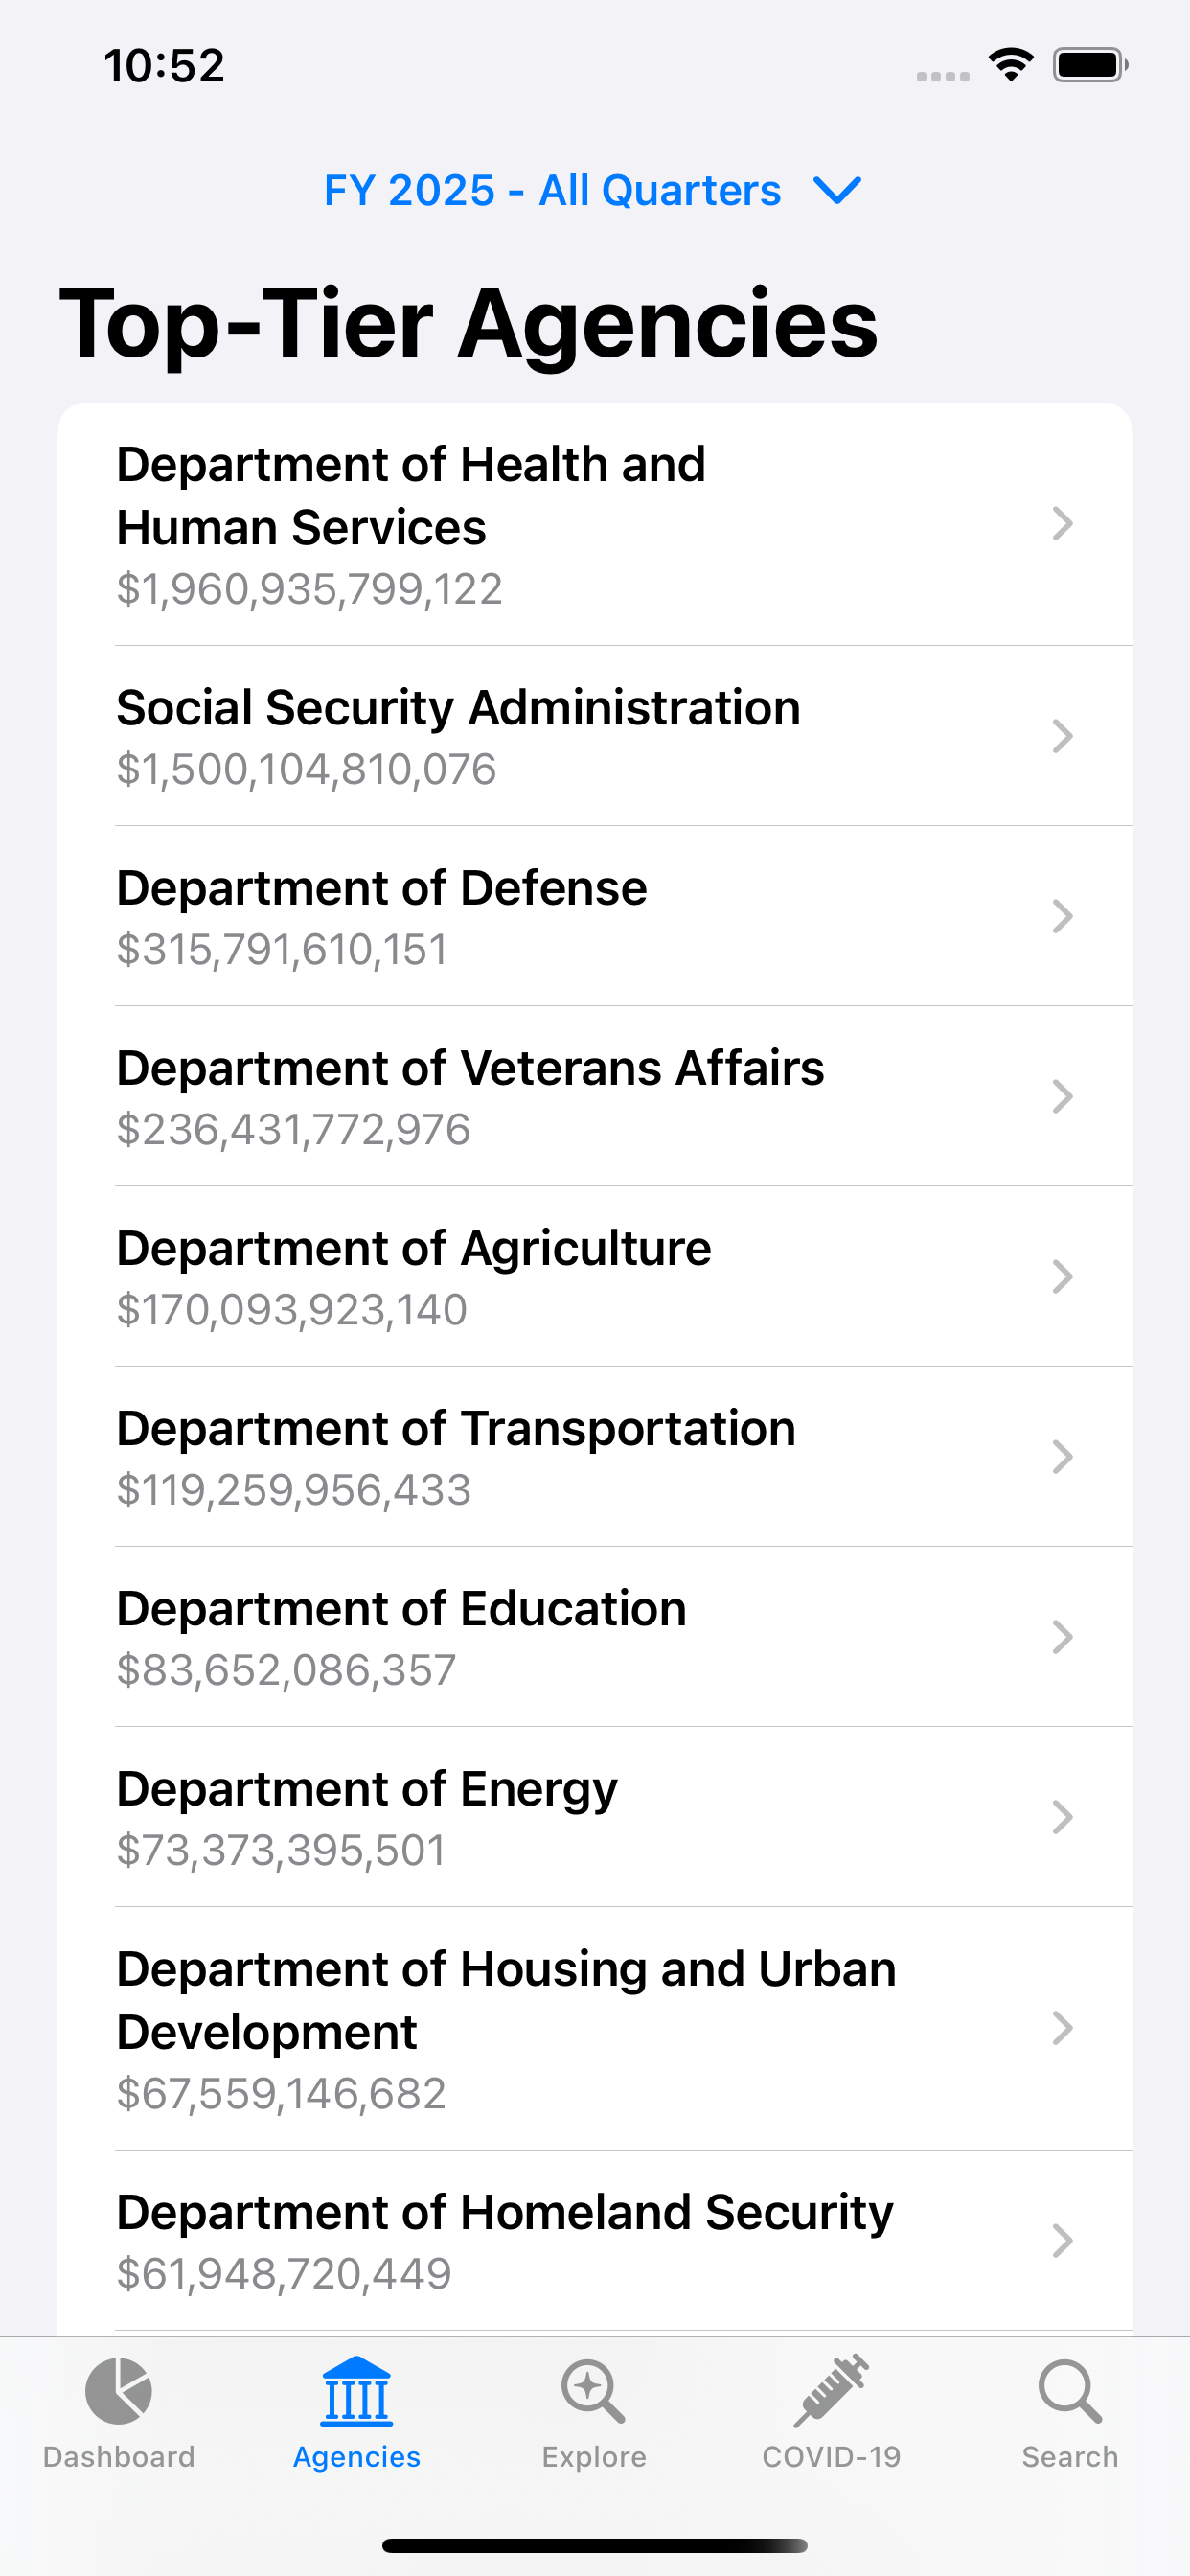 10:52
FY 2025 - All Quarters
Top-Tier Agencies
Department of Health and
Human Services
$1,960,935,799,122
Social Security Administration
$1,500,104,810,076
Department of Defense
$315,791,610,151
Department of Veterans Affairs
$236,431,772,976
Department of Agriculture
$170,093,923,140
Department of Transportation
$119,259,956,433
Department of Education
$83,652,086,357
Department of Energy
$73,373,395,501
Department of Housing and Urban
Development
$67,559,146,682
Department of Homeland Security
$61,948,720,449
Dashboard
Agencies
Explore
COVID-19
Search